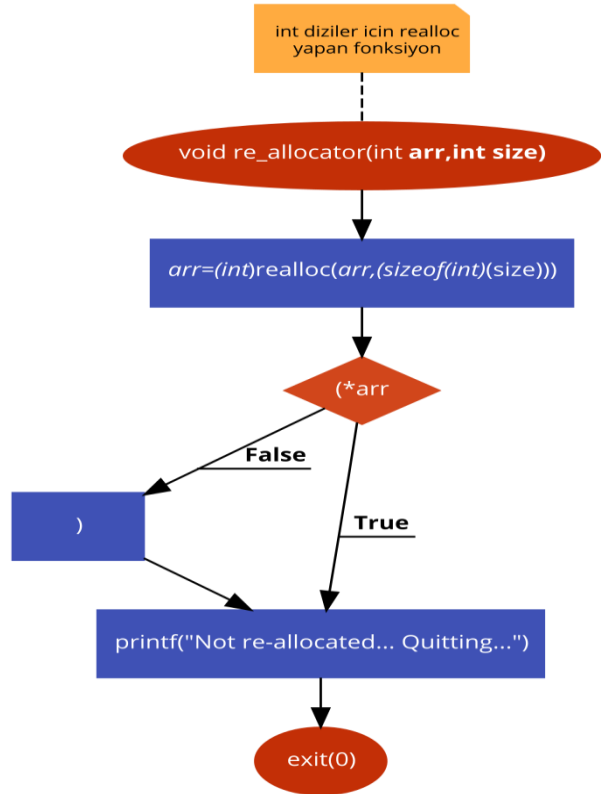 int diziler icin realloc
yapan fonksiyon
void re_allocator(int arr,int size)
arr=(int)realloc(arr,(sizeof(int)(size)))
(*arr
False
True
)
printf("Not re-allocated... Quitting...")
exit(0)